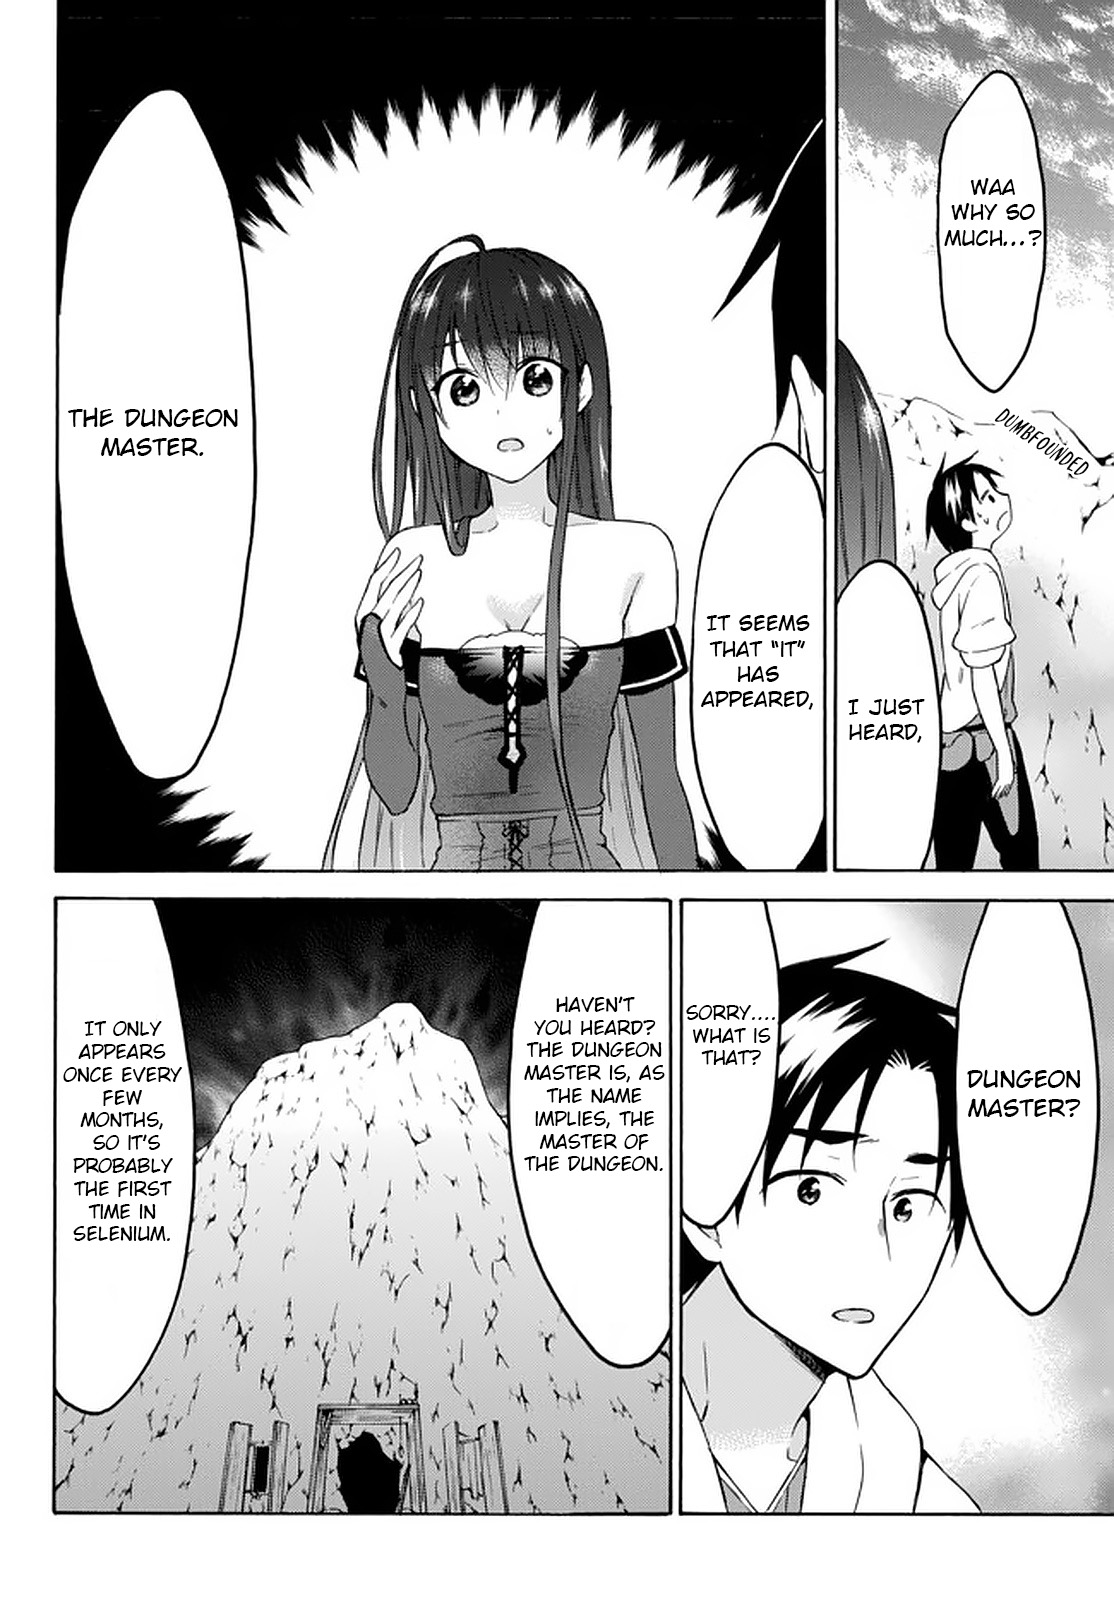 WAA
WHY SO
MUCH...?
DUMBFOUNDED
I JUST
HEARD,
IT SEEMS
THAT "IT"
HAS
APPEARED,
THE DUNGEON
MASTER.
DUNGEON
MASTER?
SORRY....
WHAT IS
THAT?
HAVEN'T
YOU HEARD?
THE DUNGEON
MASTER IS, AS
THE NAME
IMPLIES, THE
MASTER OF
THE DUNGEON.
IT ONLY
APPEARS
ONCE EVERY
FEW
MONTHS,
SO IT'S
PROBABLY
THE FIRST
TIME IN
SELENIUM.